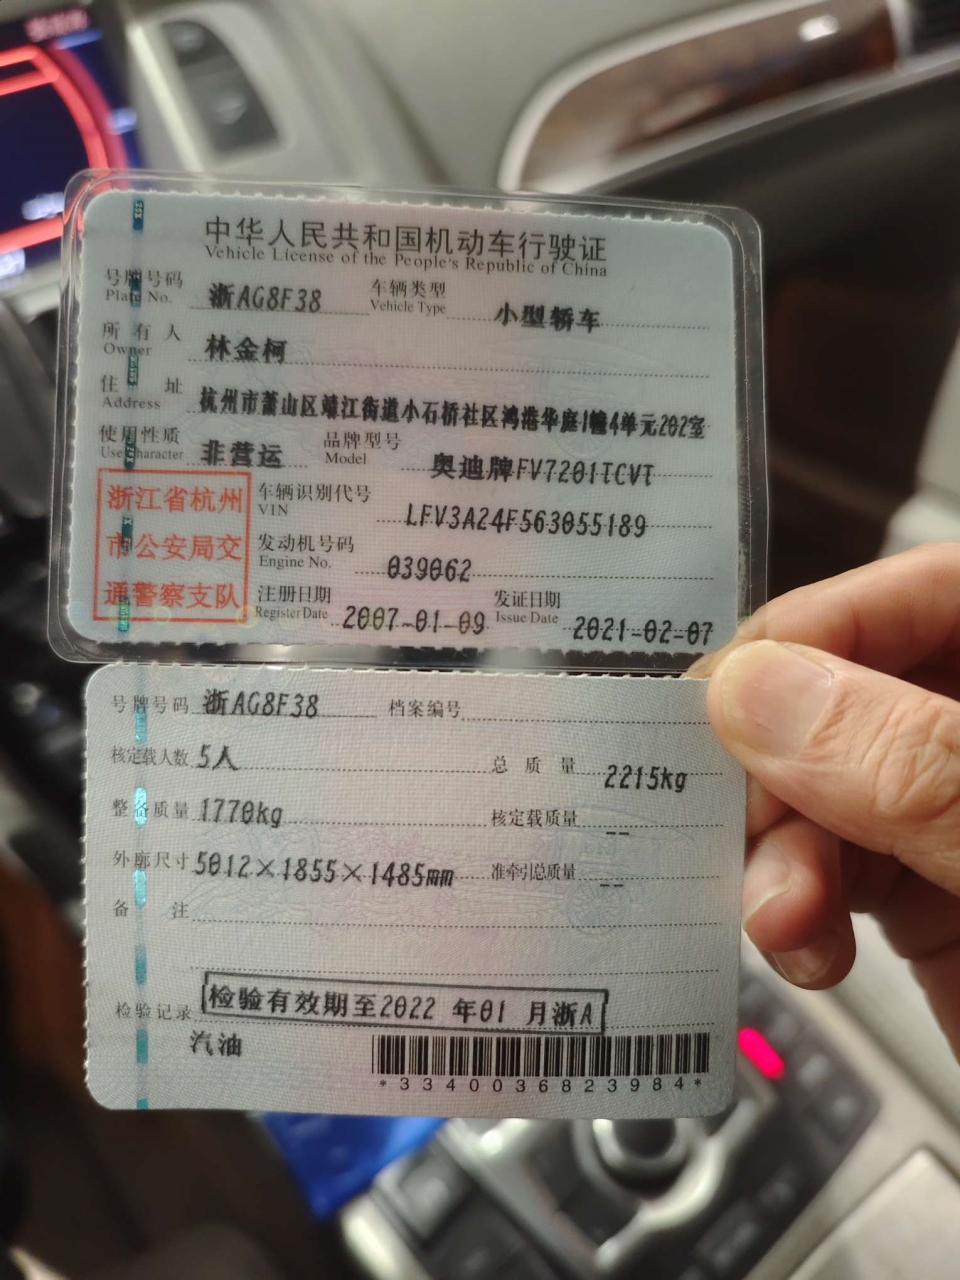 中华人民共和国机动车行驶证
Vehicle License of the People's Republic of China
号牌号码 浙AG8F38 车辆类型 小型轿车
Plate No. Vehicle Type
所有人 林金柯
Owner
住址 杭州市萧山区靖江街道小石桥社区鸿港华庭1幢4单元202室
Address
使用性质 非营运 品牌型号 奥迪牌FV7201TCVT
Use Character Model
浙江省杭州
市公安局交
通警察支队
车辆识别代号 LFV3A24F563055189
VIN
发动机号码 039062
Engine No.
注册日期 2007-01-09 发证日期 2021-02-07
Register Date Issue Date
号牌号码 浙AG8F38 档案编号
核定载人数 5人 总质量 2215kg
整备质量 1770kg 核定载质量 --
外廓尺寸 5012×1855×1485mm 准牵引总质量 --
备注
检验记录 检验有效期至2022 年01 月浙A
汽油
*3340036823984*